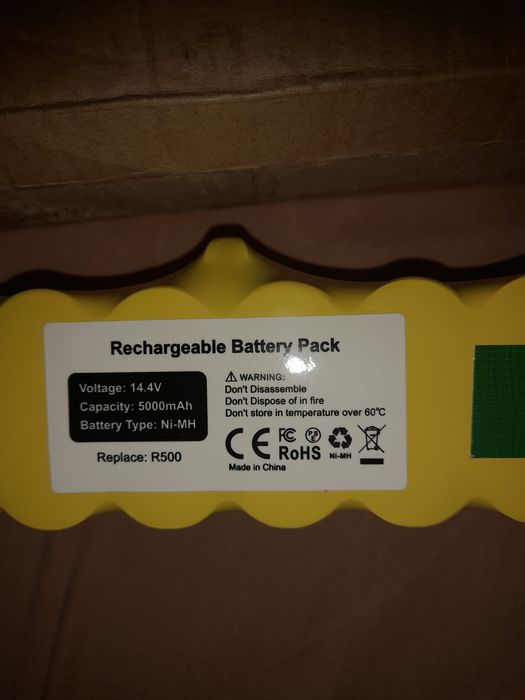 Rechargeable Battery Pack
Voltage: 14.4V
Capacity: 5000mAh
Battery Type: Ni-MH
Replace: R500
WARNING:
Don't Disassemble
Don't Dispose of in fire
Don't store in temperature over 60℃
CE FC RoHS Ni-MH
Made in China